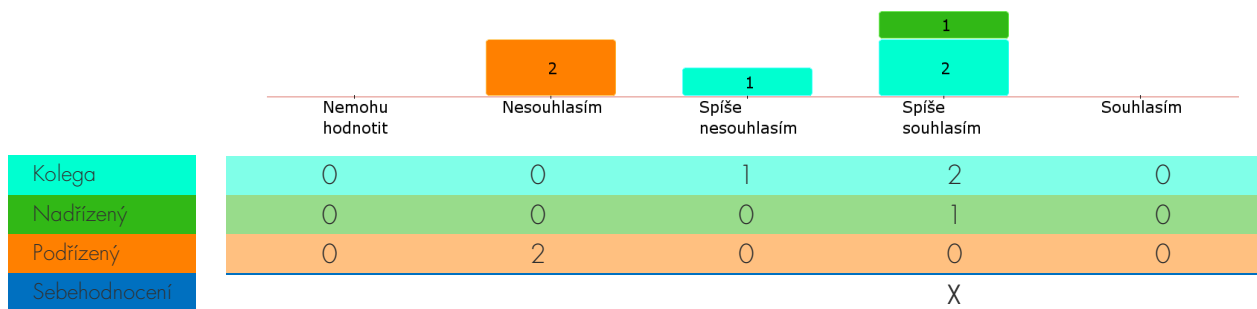 1
2
1
2
Nemohu hodnotit
Nesouhlasím
Spíše nesouhlasím
Spíše souhlasím
Souhlasím
Kolega 0 0 1 2 0
Nadřízený 0 0 0 1 0
Podřízený 0 2 0 0 0
Sebehodnocení X